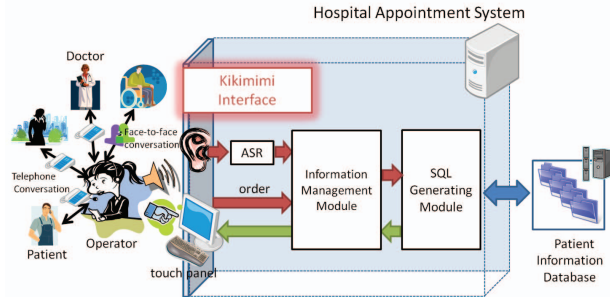 Hospital Appointment System
Doctor
Kikimimi
Interface
Face-to-face
conversation
Telephone
Conversation
ASR
order
Information
Management
Module
SQL
Generating
Module
Patient
Operator
touch panel
Patient
Information
Database